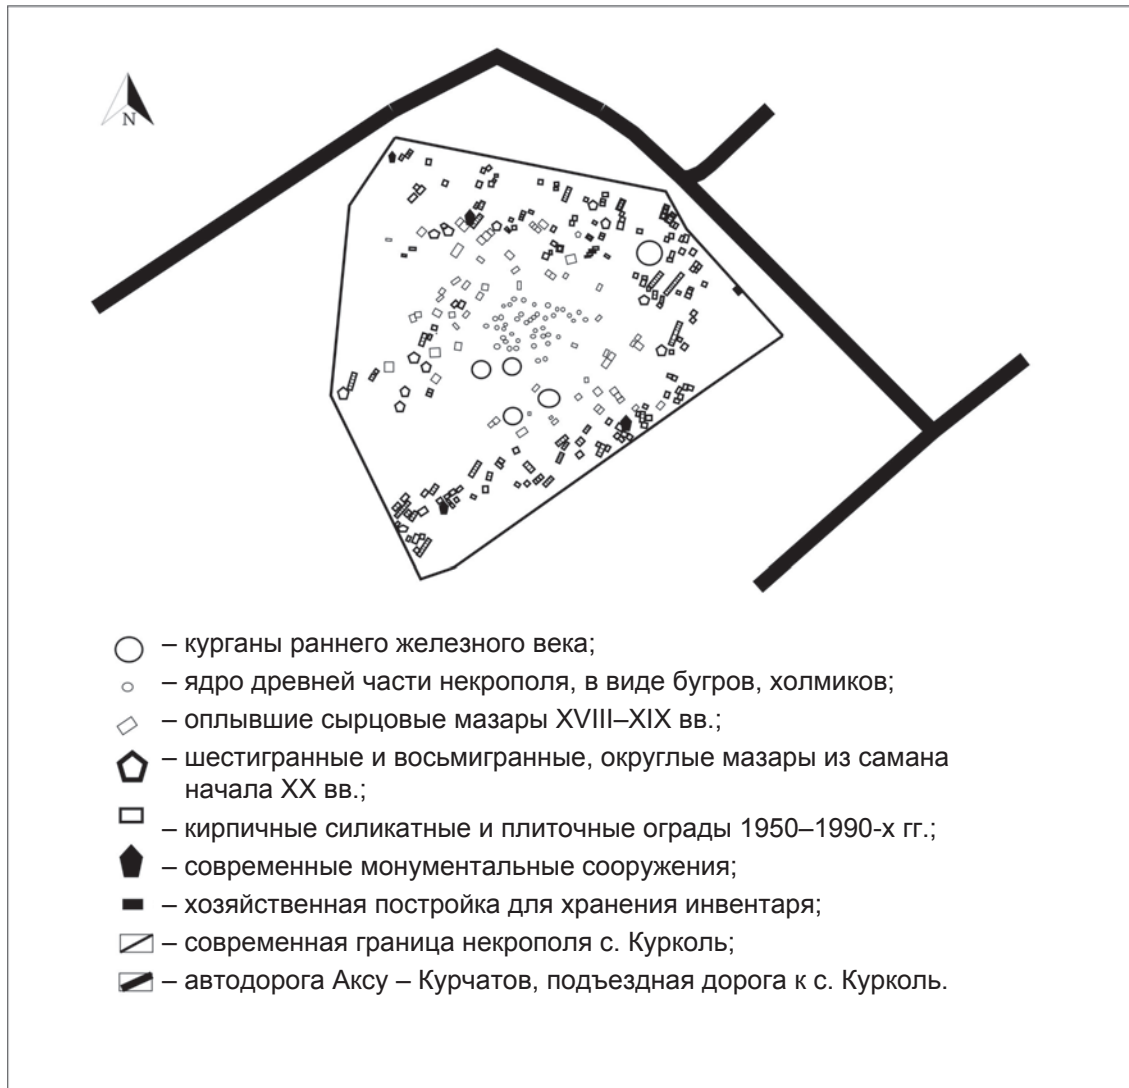 N
– курганы раннего железного века;
– ядро древней части некрополя, в виде бугров, холмиков;
– оплывшие сырцовые мазары XVIII–XIX вв.;
– шестигранные и восьмигранные, округлые мазары из самана
начала XX вв.;
– кирпичные силикатные и плиточные ограды 1950–1990-х гг.;
– современные монументальные сооружения;
– хозяйственная постройка для хранения инвентаря;
– современная граница некрополя с. Курколь;
– автодорога Аксу – Курчатов, подъездная дорога к с. Курколь.